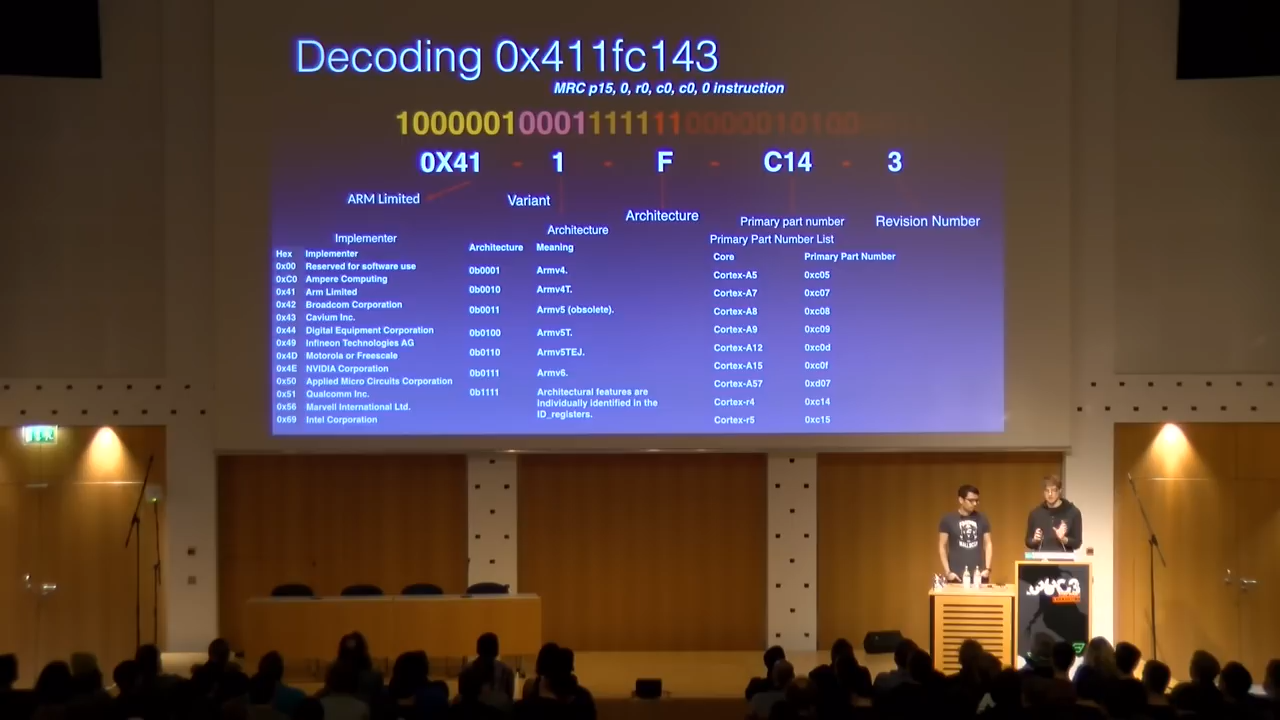 Decoding 0x411fc143
MRC p15, 0, r0, c0, c0, 0 instruction
1000001000111111100000010100
0X41 - 1 - F - C14 - 3
ARM Limited
Variant
Architecture
Primary part number
Revision Number
Implementer
Hex Implementer
0x00 Reserved for software use
0xC0 Ampere Computing
0x41 Arm Limited
0x42 Broadcom Corporation
0x43 Cavium Inc.
0x44 Digital Equipment Corporation
0x49 Infineon Technologies AG
0x4D Motorola or Freescale
0x4E NVIDIA Corporation
0x50 Applied Micro Circuits Corporation
0x51 Qualcomm Inc.
0x56 Marvell International Ltd.
0x69 Intel Corporation
Architecture
Architecture Meaning
0b0001 Armv4.
0b0010 Armv4T.
0b0011 Armv5 (obsolete).
0b0100 Armv5T.
0b0110 Armv5TEJ.
0b0111 Armv6.
0b1111 Architectural features are
individually identified in the
ID_registers.
Primary Part Number List
Core Primary Part Number
Cortex-A5 0xc05
Cortex-A7 0xc07
Cortex-A8 0xc08
Cortex-A9 0xc09
Cortex-A12 0xc0d
Cortex-A15 0xc0f
Cortex-A57 0xd07
Cortex-r4 0xc14
Cortex-r5 0xc15